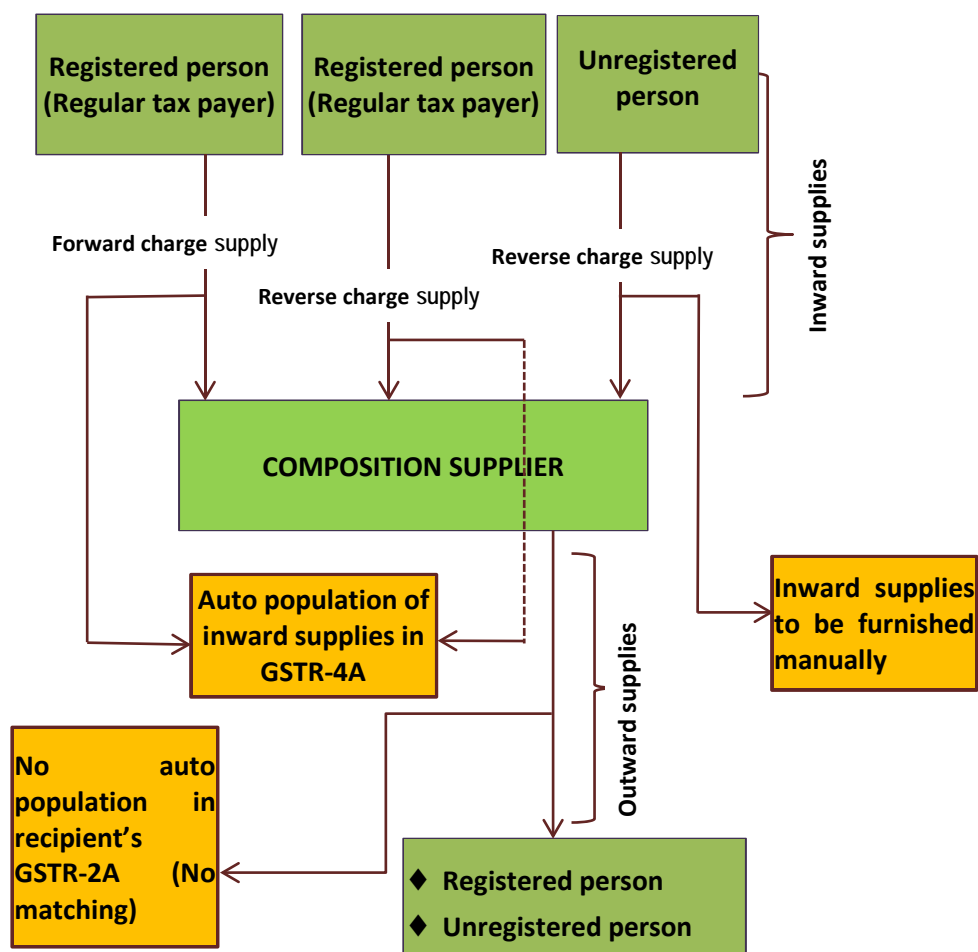 Registered person
(Regular tax payer)
Registered person
(Regular tax payer)
Unregistered
person
Inward supplies
Forward charge supply
Reverse charge supply
Reverse charge supply
COMPOSITION SUPPLIER
Auto population of
inward supplies in
GSTR-4A
Inward supplies
to be furnished
manually
Outward supplies
No auto
population in
recipient’s
GSTR-2A (No
matching)
♦ Registered person
♦ Unregistered person